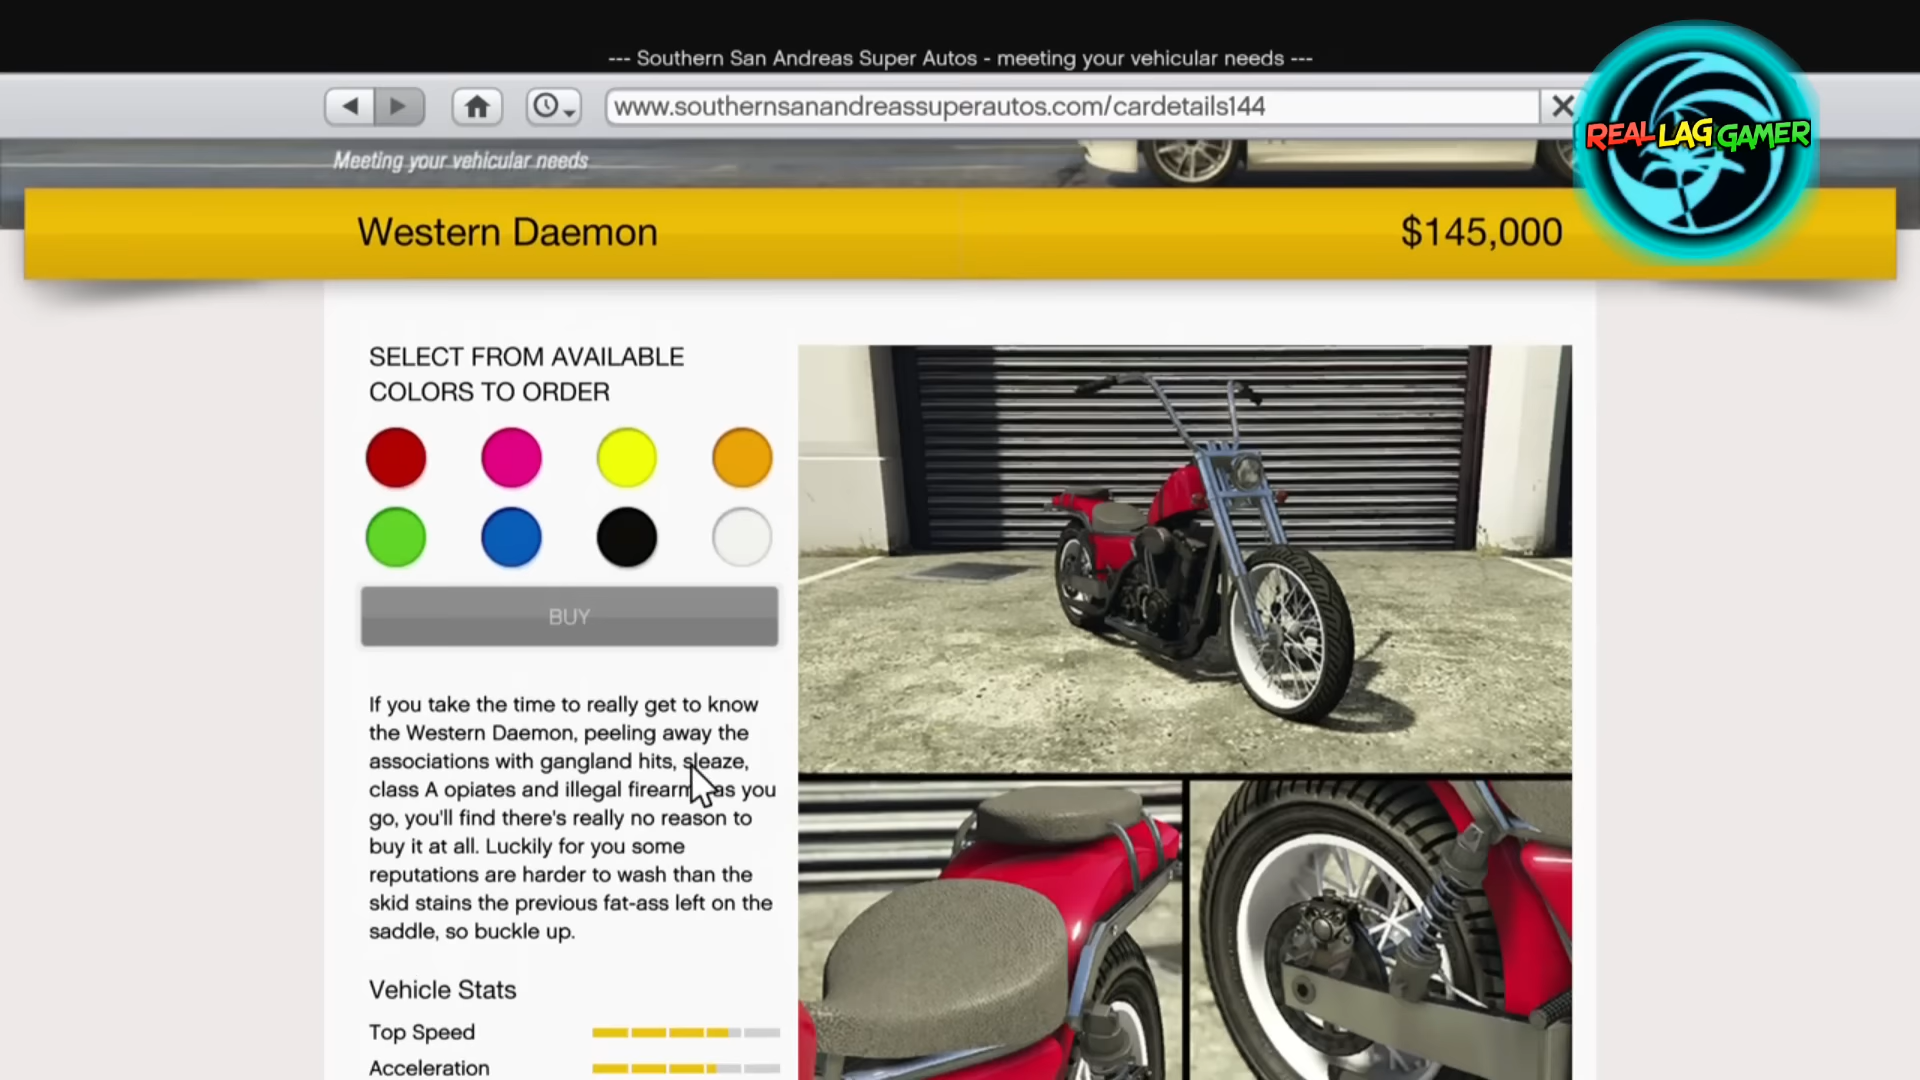 --- Southern San Andreas Super Autos - meeting your vehicular needs ---
www.southernsanandreassuperautos.com/cardetails144
REAL LAG GAMER
Meeting your vehicular needs
Western Daemon
$145,000
SELECT FROM AVAILABLE
COLORS TO ORDER
BUY
If you take the time to really get to know
the Western Daemon, peeling away the
associations with gangland hits, sleaze,
class A opiates and illegal firearm as you
go, you'll find there's really no reason to
buy it at all. Luckily for you some
reputations are harder to wash than the
skid stains the previous fat-ass left on the
saddle, so buckle up.
Vehicle Stats
Top Speed
Acceleration